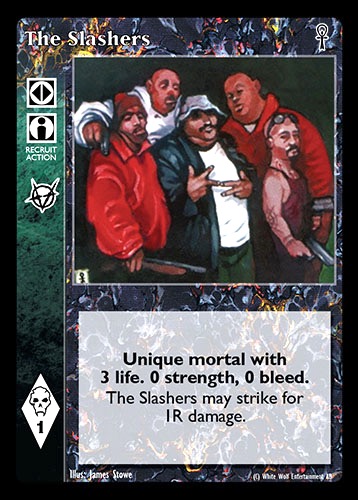 The Slashers
RECRUIT
ACTION
Unique mortal with
3 life. 0 strength, 0 bleed.
The Slashers may strike for
1R damage.
1
Illus: James Stowe
(C) White Wolf Entertainment AB